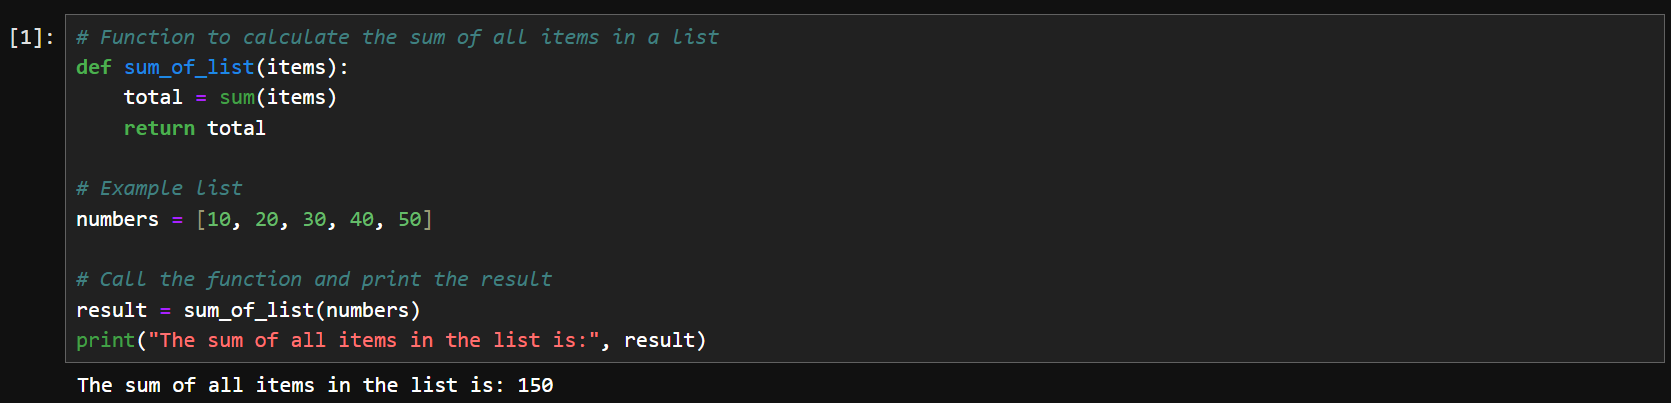 [1]: # Function to calculate the sum of all items in a list
def sum_of_list(items):
    total = sum(items)
    return total
# Example list
numbers = [10, 20, 30, 40, 50]
# Call the function and print the result
result = sum_of_list(numbers)
print("The sum of all items in the list is:", result)
The sum of all items in the list is: 150